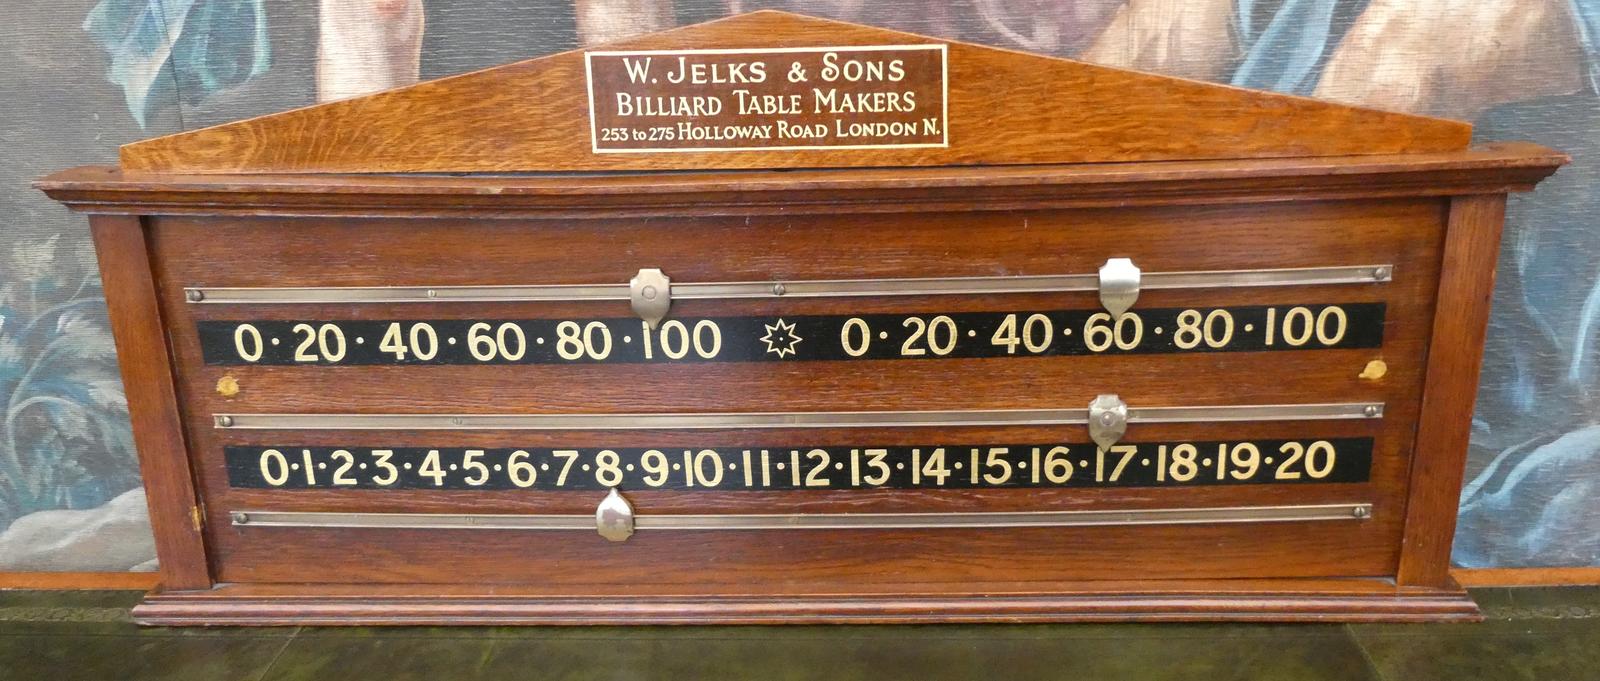 W. JELKS & SONS
BILLIARD TABLE MAKERS
253 to 275 HOLLOWAY ROAD LONDON N.
0 · 20 · 40 · 60 · 80 · 100 0 · 20 · 40 · 60 · 80 · 100
0·1·2·3·4·5·6·7·8·9·10·11·12·13·14·15·16·17·18·19·20